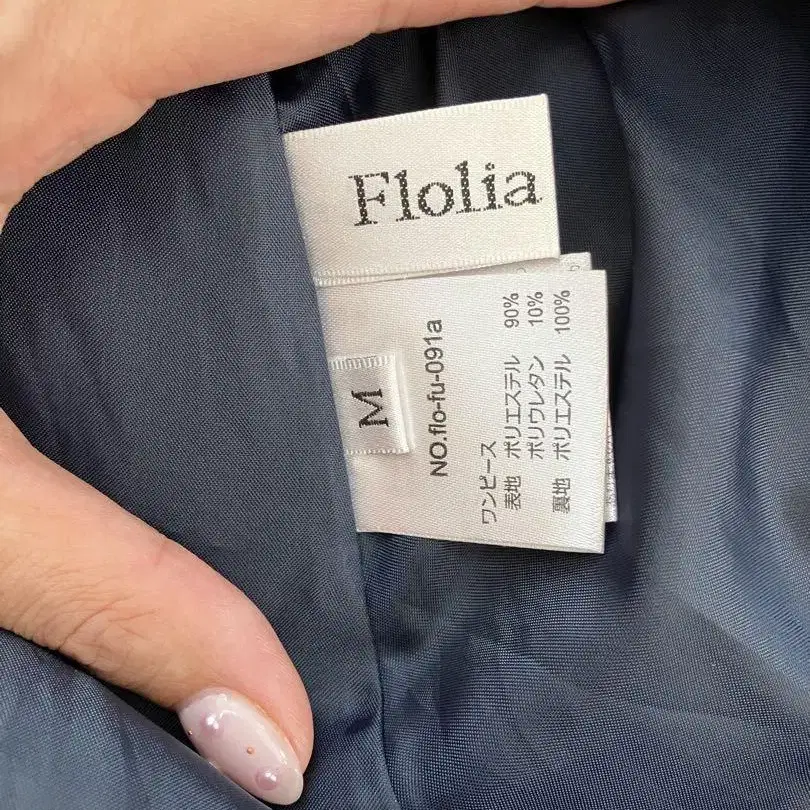 Flolia
M
NO.flo-fu-091a
ワンピース
表地 ポリエステル 90%
ポリウレタン 10%
裏地 ポリエステル 100%